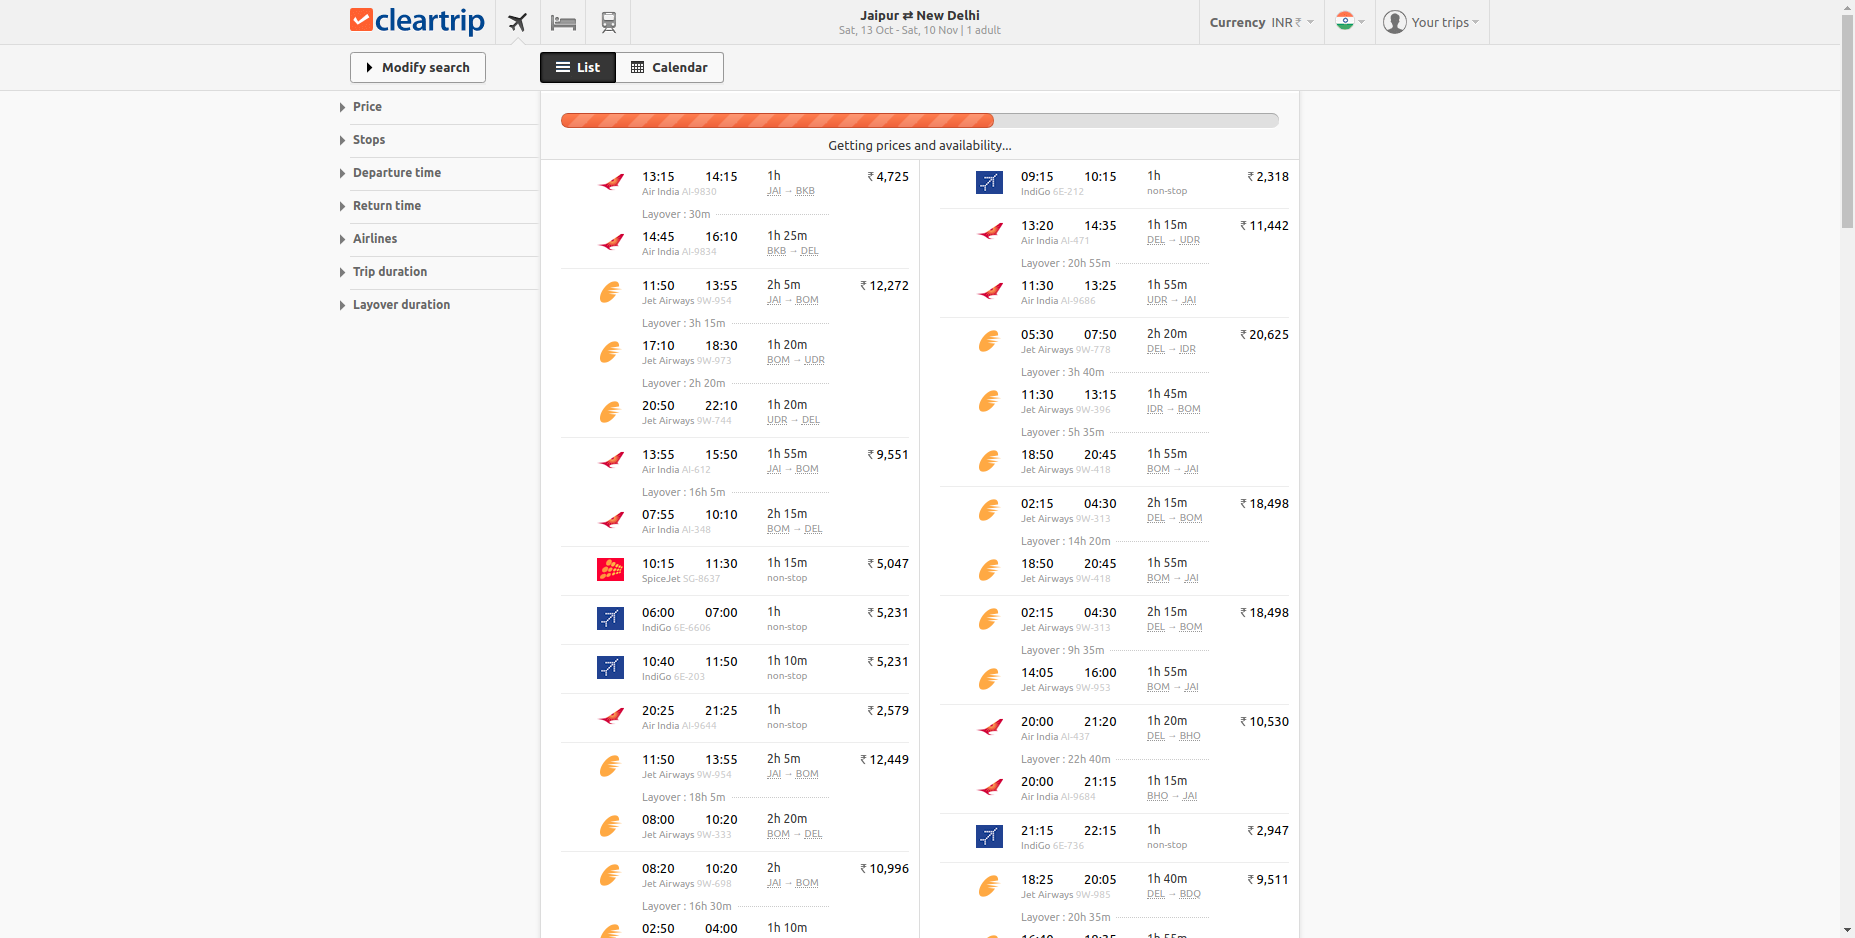 cleartrip
Jaipur ⇄ New Delhi
Sat, 13 Oct - Sat, 10 Nov | 1 adult
Currency INR ₹
Your trips
Modify search
List
Calendar
Price
Stops
Departure time
Return time
Airlines
Trip duration
Layover duration
Getting prices and availability...
13:15 14:15 1h ₹ 4,725
Air India AI-9830 JAI → BKB
Layover : 30m
14:45 16:10 1h 25m
Air India AI-9834 BKB → DEL
11:50 13:55 2h 5m ₹ 12,272
Jet Airways 9W-954 JAI → BOM
Layover : 3h 15m
17:10 18:30 1h 20m
Jet Airways 9W-973 BOM → UDR
Layover : 2h 20m
20:50 22:10 1h 20m
Jet Airways 9W-744 UDR → DEL
13:55 15:50 1h 55m ₹ 9,551
Air India AI-612 JAI → BOM
Layover : 16h 5m
07:55 10:10 2h 15m
Air India AI-348 BOM → DEL
10:15 11:30 1h 15m ₹ 5,047
SpiceJet SG-8637 non-stop
06:00 07:00 1h ₹ 5,231
IndiGo 6E-6606 non-stop
10:40 11:50 1h 10m ₹ 5,231
IndiGo 6E-203 non-stop
20:25 21:25 1h ₹ 2,579
Air India AI-9644 non-stop
11:50 13:55 2h 5m ₹ 12,449
Jet Airways 9W-954 JAI → BOM
Layover : 18h 5m
08:00 10:20 2h 20m
Jet Airways 9W-333 BOM → DEL
08:20 10:20 2h ₹ 10,996
Jet Airways 9W-698 JAI → BOM
Layover : 16h 30m
02:50 04:00 1h 10m
09:15 10:15 1h ₹ 2,318
IndiGo 6E-212 non-stop
13:20 14:35 1h 15m ₹ 11,442
Air India AI-471 DEL → UDR
Layover : 20h 55m
11:30 13:25 1h 55m
Air India AI-9686 UDR → JAI
05:30 07:50 2h 20m ₹ 20,625
Jet Airways 9W-778 DEL → IDR
Layover : 3h 40m
11:30 13:15 1h 45m
Jet Airways 9W-396 IDR → BOM
Layover : 5h 35m
18:50 20:45 1h 55m
Jet Airways 9W-418 BOM → JAI
02:15 04:30 2h 15m ₹ 18,498
Jet Airways 9W-313 DEL → BOM
Layover : 14h 20m
18:50 20:45 1h 55m
Jet Airways 9W-418 BOM → JAI
02:15 04:30 2h 15m ₹ 18,498
Jet Airways 9W-313 DEL → BOM
Layover : 9h 35m
14:05 16:00 1h 55m
Jet Airways 9W-953 BOM → JAI
20:00 21:20 1h 20m ₹ 10,530
Air India AI-437 DEL → BHO
Layover : 22h 40m
20:00 21:15 1h 15m
Air India AI-9684 BHO → JAI
21:15 22:15 1h ₹ 2,947
IndiGo 6E-736 non-stop
18:25 20:05 1h 40m ₹ 9,511
Jet Airways 9W-985 DEL → BDQ
Layover : 20h 35m